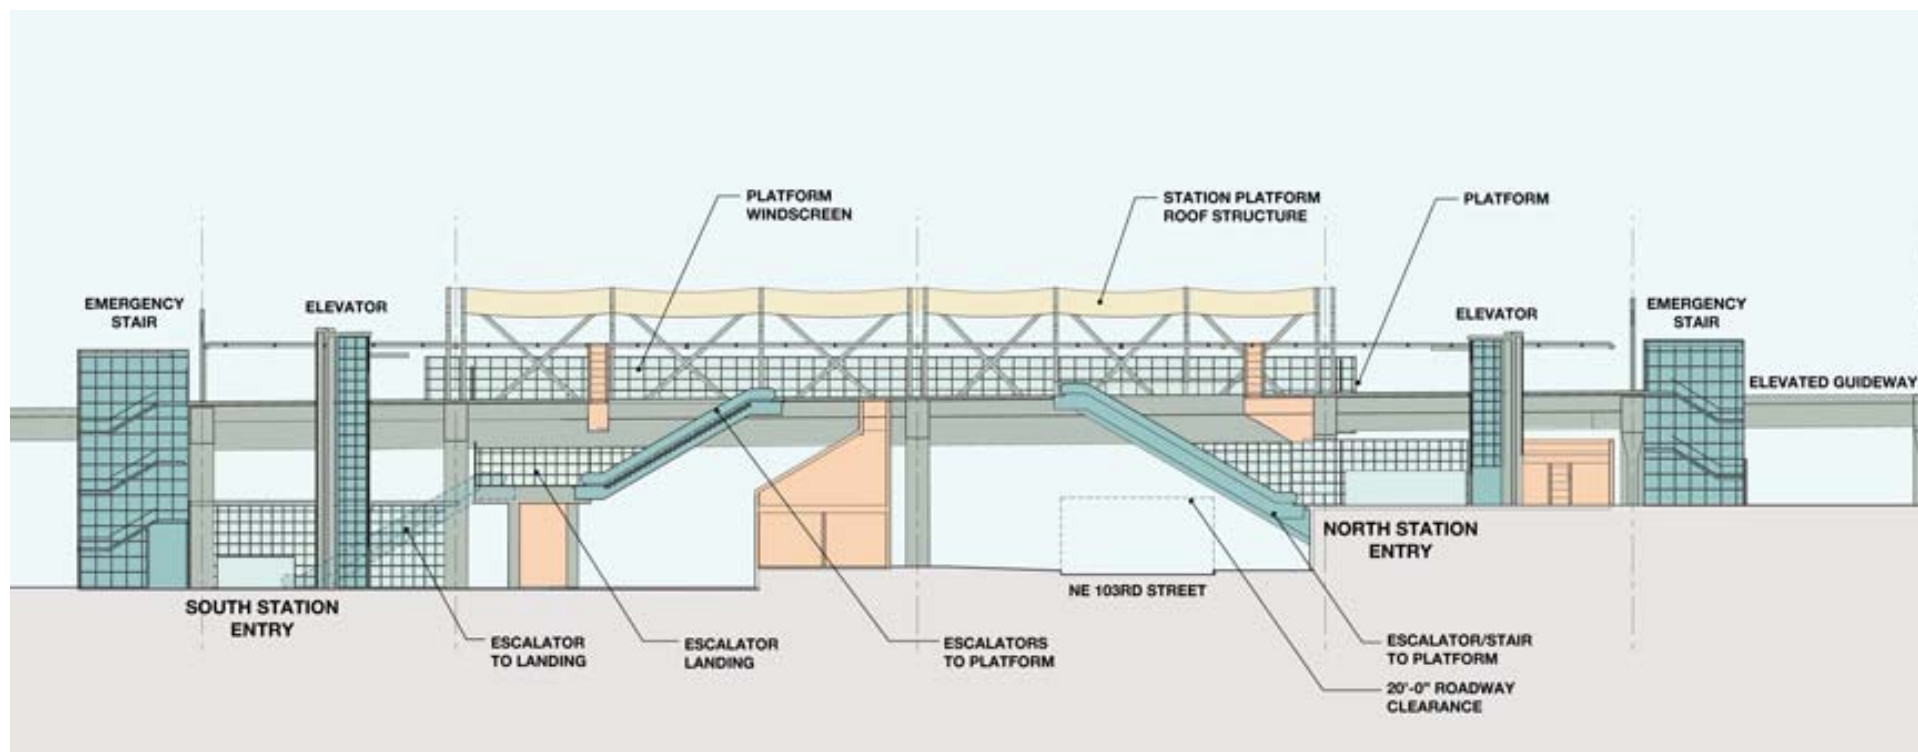 PLATFORM
WINDSCREEN
STATION PLATFORM
ROOF STRUCTURE
PLATFORM
EMERGENCY
STAIR
ELEVATOR
ELEVATOR
EMERGENCY
STAIR
ELEVATED GUIDEWAY
SOUTH STATION
ENTRY
NORTH STATION
ENTRY
NE 103RD STREET
ESCALATOR
TO LANDING
ESCALATOR
LANDING
ESCALATORS
TO PLATFORM
ESCALATOR/STAIR
TO PLATFORM
20'-0" ROADWAY
CLEARANCE